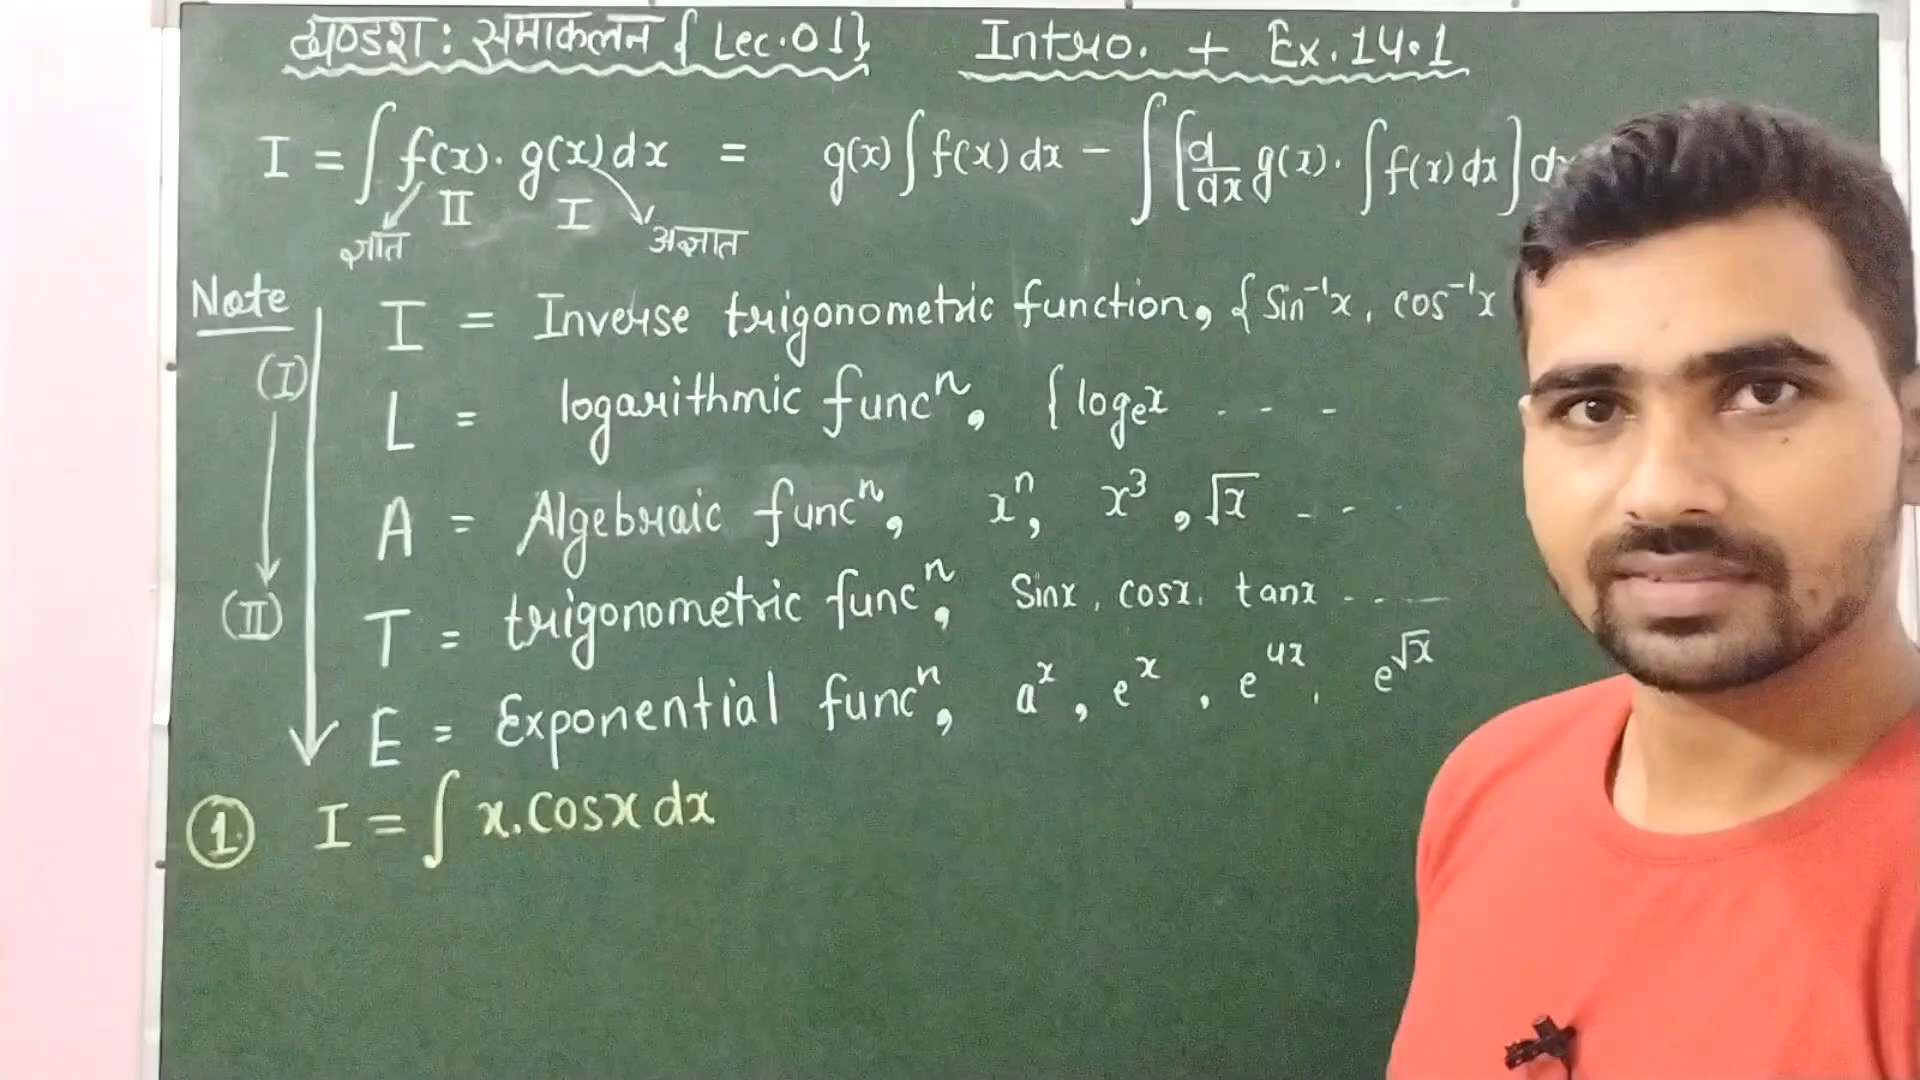 खण्डशः समाकलन { Lec.01} Intro. + Ex.14.1
I = ∫ f(x). g(x) dx = g(x) ∫ f(x) dx - ∫ [d/dx g(x). ∫ f(x) dx] d
II I
ज्ञात अज्ञात
Note
I = Inverse trigonometric function, { Sin⁻¹x, cos⁻¹x
(I)
L = logarithmic funcⁿ, { logₑx - - -
A = Algebraic funcⁿ, xⁿ, x³, √x - - -
(II)
T = trigonometric funcⁿ, Sinx, cosx, tanx - - -
E = Exponential funcⁿ, aˣ, eˣ, e⁴ˣ, e^√x
① I = ∫ x.cosx dx